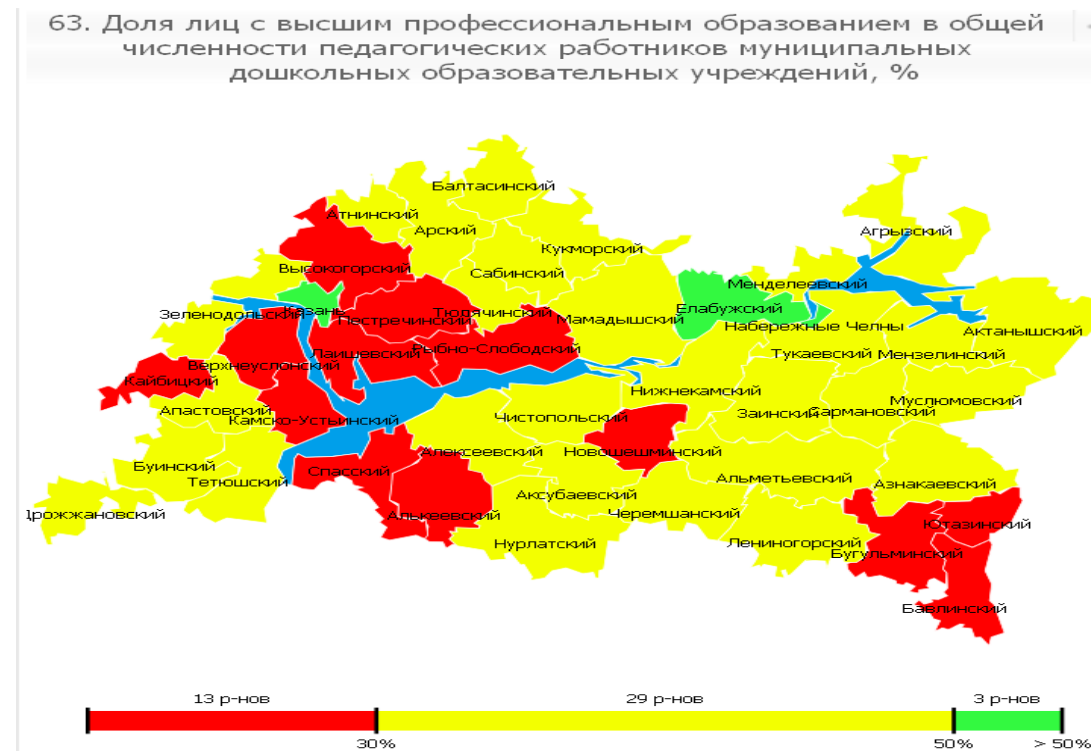 63. Доля лиц с высшим профессиональным образованием в общей
численности педагогических работников муниципальных
дошкольных образовательных учреждений, %
Балтасинский
Атнинский
Арский
Агрызский
Кукморский
Высокогорский
Сабинский
Менделеевский
Казань
Зеленодольский
Тюлячинский
Елабужский
Пестречинский
Мамадышский
Набережные Челны
Актанышский
Лаишевский
Рыбно-Слободский
Тукаевский
Мензелинский
Верхнеуслонский
Кайбицкий
Нижнекамский
Муслюмовский
Апастовский
Камско-Устьинский
Чистопольский
Заинский
Сармановский
Алексеевский
Новошешминский
Буинский
Спасский
Тетюшский
Альметьевский
Азнакаевский
Аксубаевский
Дрожжановский
Алькеевский
Черемшанский
Ютазинский
Нурлатский
Лениногорский
Бугульминский
Бавлинский
13 р-нов 29 р-нов 3 р-нов
30% 50% > 50%